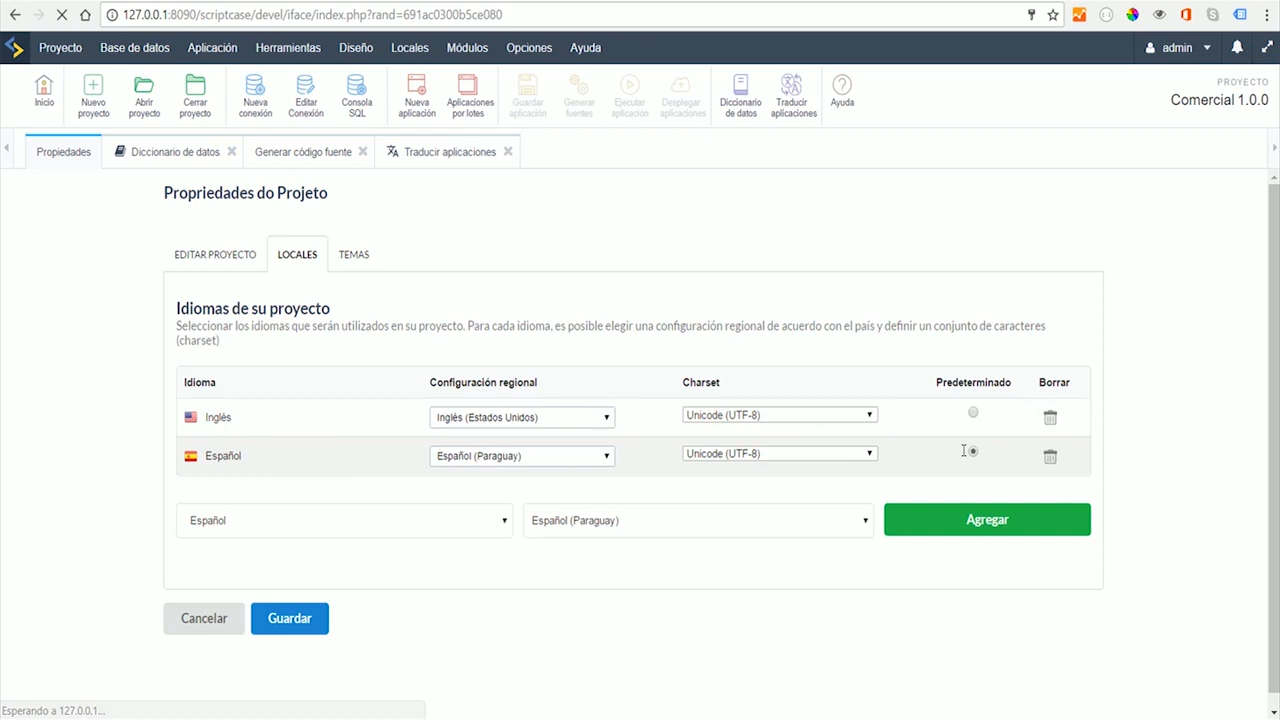 127.0.0.1:8090/scriptcase/devel/iface/index.php?rand=691ac0300b5ce080
Proyecto Base de datos Aplicación Herramientas Diseño Locales Módulos Opciones Ayuda admin
Inicio
Nuevo proyecto
Abrir proyecto
Cerrar proyecto
Nueva conexión
Editar Conexión
Consola SQL
Nueva aplicación
Aplicaciones por lotes
Guardar aplicación
Generar fuentes
Ejecutar aplicación
Desplegar aplicaciones
Diccionario de datos
Traducir aplicaciones
Ayuda
PROYECTO
Comercial 1.0.0
Propiedades Diccionario de datos Generar código fuente Traducir aplicaciones
Propriedades do Projeto
EDITAR PROYECTO LOCALES TEMAS
Idiomas de su proyecto
Seleccionar los idiomas que serán utilizados en su proyecto. Para cada idioma, es posible elegir una configuración regional de acuerdo con el país y definir un conjunto de caracteres
(charset)
Idioma Configuración regional Charset Predeterminado Borrar
Inglés Inglés (Estados Unidos) Unicode (UTF-8)
Español Español (Paraguay) Unicode (UTF-8)
Español Español (Paraguay) Agregar
Cancelar Guardar
Esperando a 127.0.0.1...